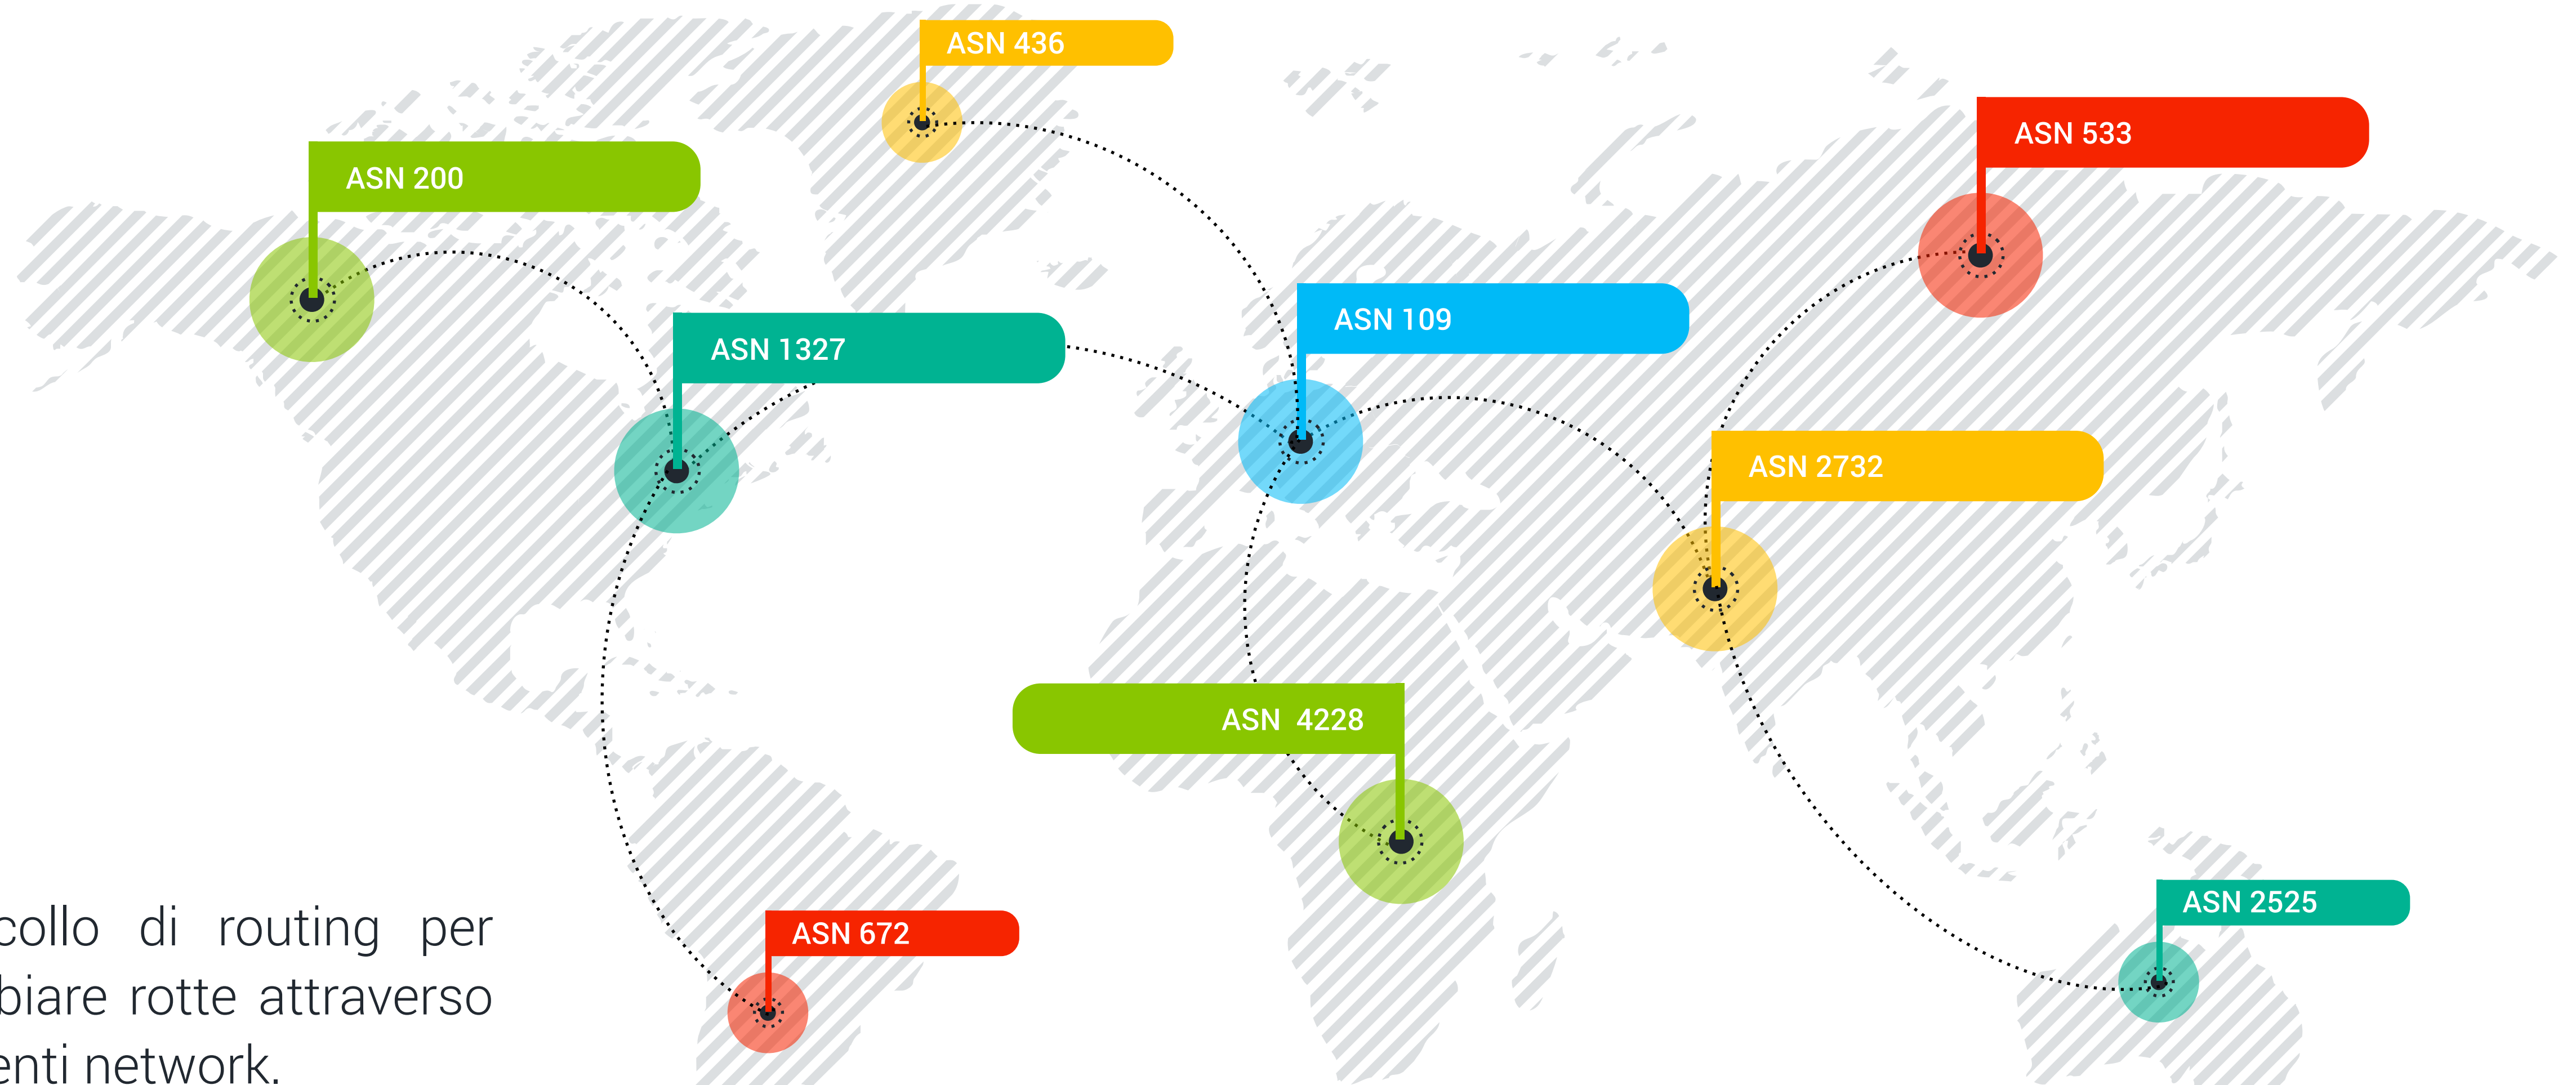 ASN 436
ASN 533
ASN 200
ASN 109
ASN 1327
ASN 2732
ASN  4228
ASN 2525
ASN 672
collo di routing per
biare rotte attraverso
enti network.